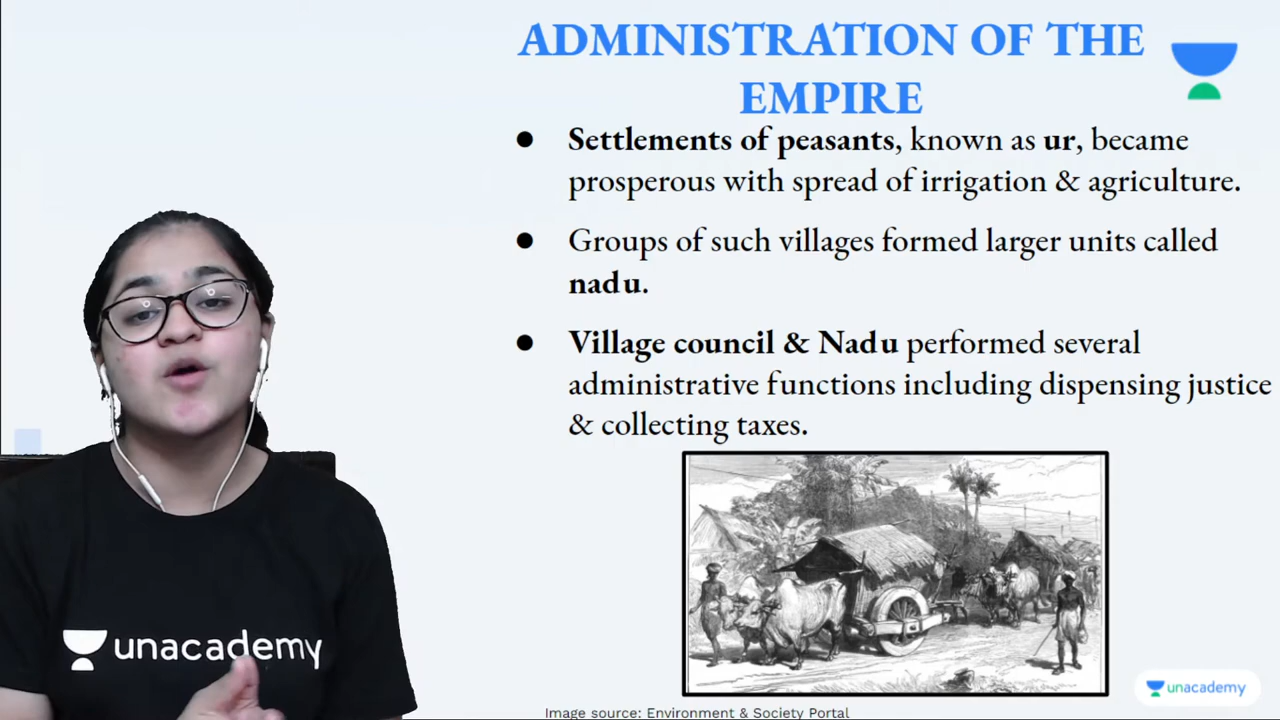 ADMINISTRATION OF THE
EMPIRE
● Settlements of peasants, known as ur, became
prosperous with spread of irrigation & agriculture.
● Groups of such villages formed larger units called
nadu.
● Village council & Nadu performed several
administrative functions including dispensing justice
& collecting taxes.
unacademy
unacademy
Image source: Environment & Society Portal